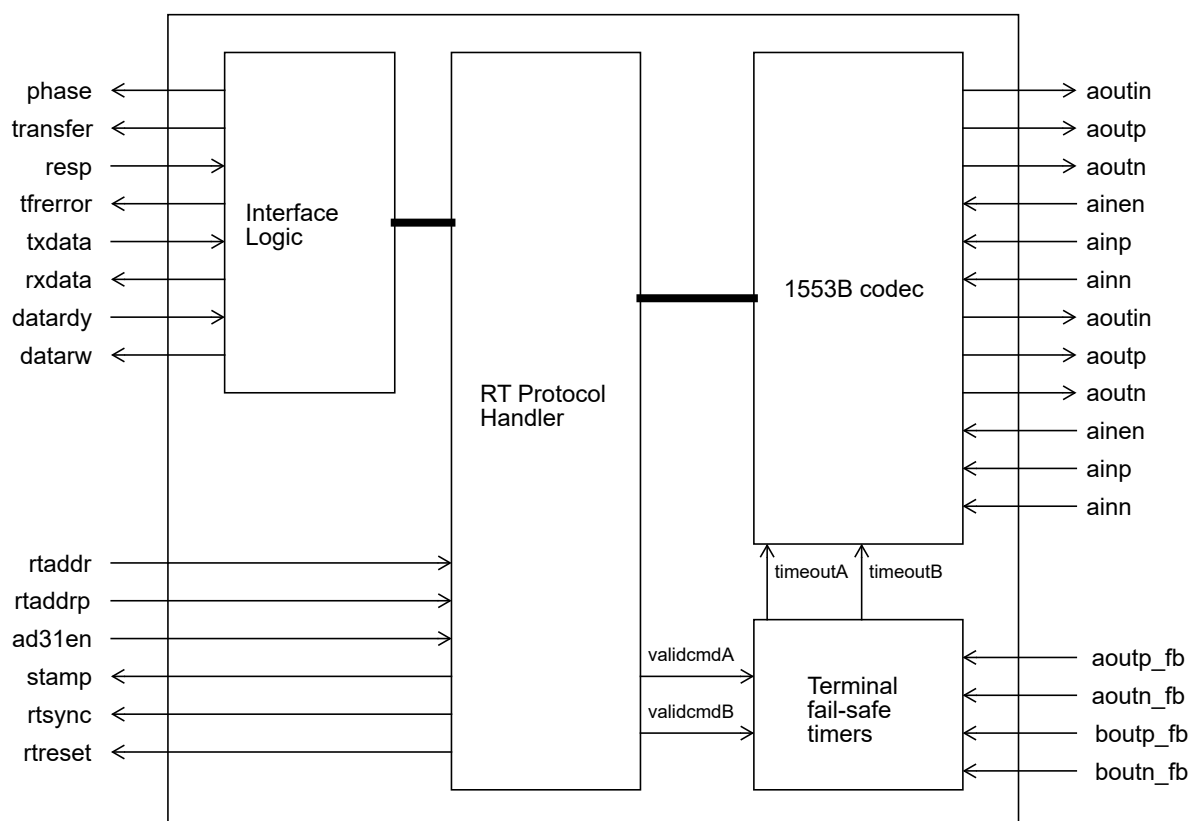 phase
transfer
resp
tfrerror
txdata
rxdata
datardy
datarw
Interface
Logic
RT Protocol
Handler
1553B codec
aoutin
aoutp
aoutn
ainen
ainp
ainn
aoutin
aoutp
aoutn
ainen
ainp
ainn
rtaddr
rtaddrp
ad31en
stamp
rtsync
rtreset
timeoutA
timeoutB
validcmdA
validcmdB
Terminal
fail-safe
timers
aoutp_fb
aoutn_fb
boutp_fb
boutn_fb